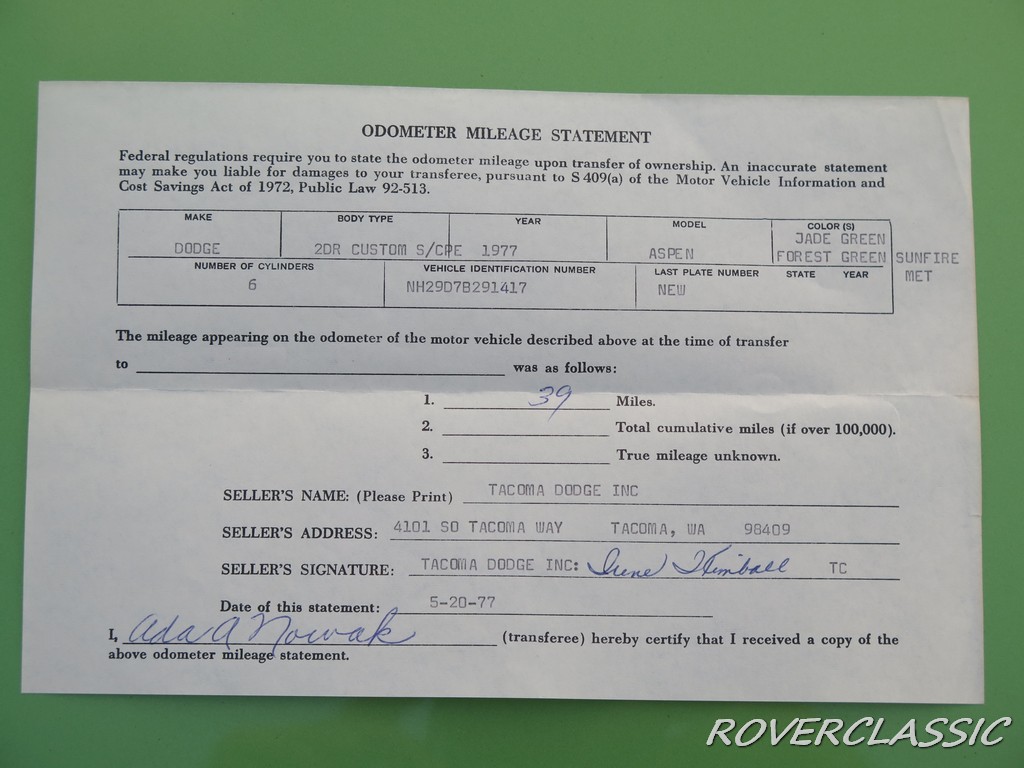 ODOMETER MILEAGE STATEMENT
Federal regulations require you to state the odometer mileage upon transfer of ownership. An inaccurate statement
may make you liable for damages to your transferee, pursuant to S 409(a) of the Motor Vehicle Information and
Cost Savings Act of 1972, Public Law 92-513.
MAKE BODY TYPE YEAR MODEL COLOR (S)
JADE GREEN
DODGE 2DR CUSTOM S/CPE 1977 ASPEN FOREST GREEN SUNFIRE
NUMBER OF CYLINDERS VEHICLE IDENTIFICATION NUMBER LAST PLATE NUMBER STATE YEAR MET
6 NH29D7B291417 NEW
The mileage appearing on the odometer of the motor vehicle described above at the time of transfer
to was as follows:
1. 39 Miles.
2. Total cumulative miles (if over 100,000).
3. True mileage unknown.
SELLER'S NAME: (Please Print) TACOMA DODGE INC
SELLER'S ADDRESS: 4101 SO TACOMA WAY TACOMA, WA 98409
SELLER'S SIGNATURE: TACOMA DODGE INC: Irene Kimball TC
Date of this statement: 5-20-77
I, Ada A Nowak (transferee) hereby certify that I received a copy of the
above odometer mileage statement.
ROVERCLASSIC